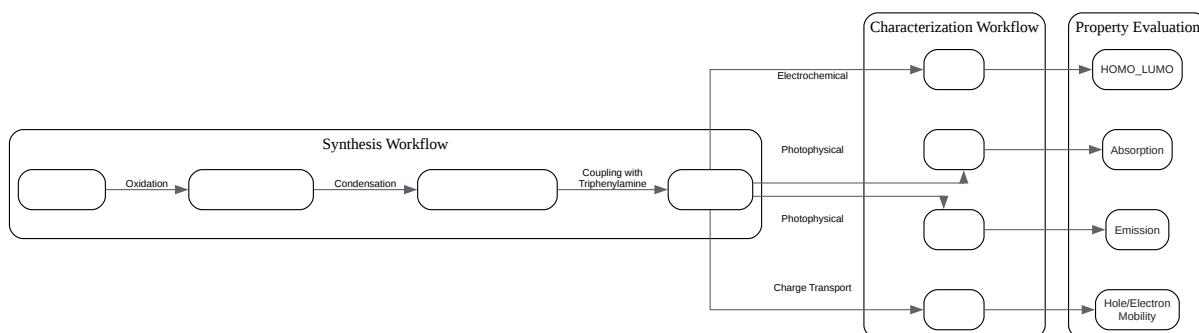 Characterization Workflow
Property Evaluation
Electrochemical
HOMO_LUMO
Synthesis Workflow
Photophysical
Absorption
Oxidation
Condensation
Coupling with
Triphenylamine
Photophysical
Emission
Charge Transport
Hole/Electron
Mobility